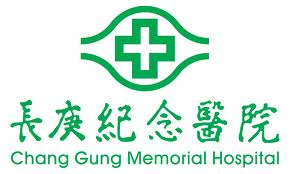 長庚紀念醫院
Chang Gung Memorial Hospital